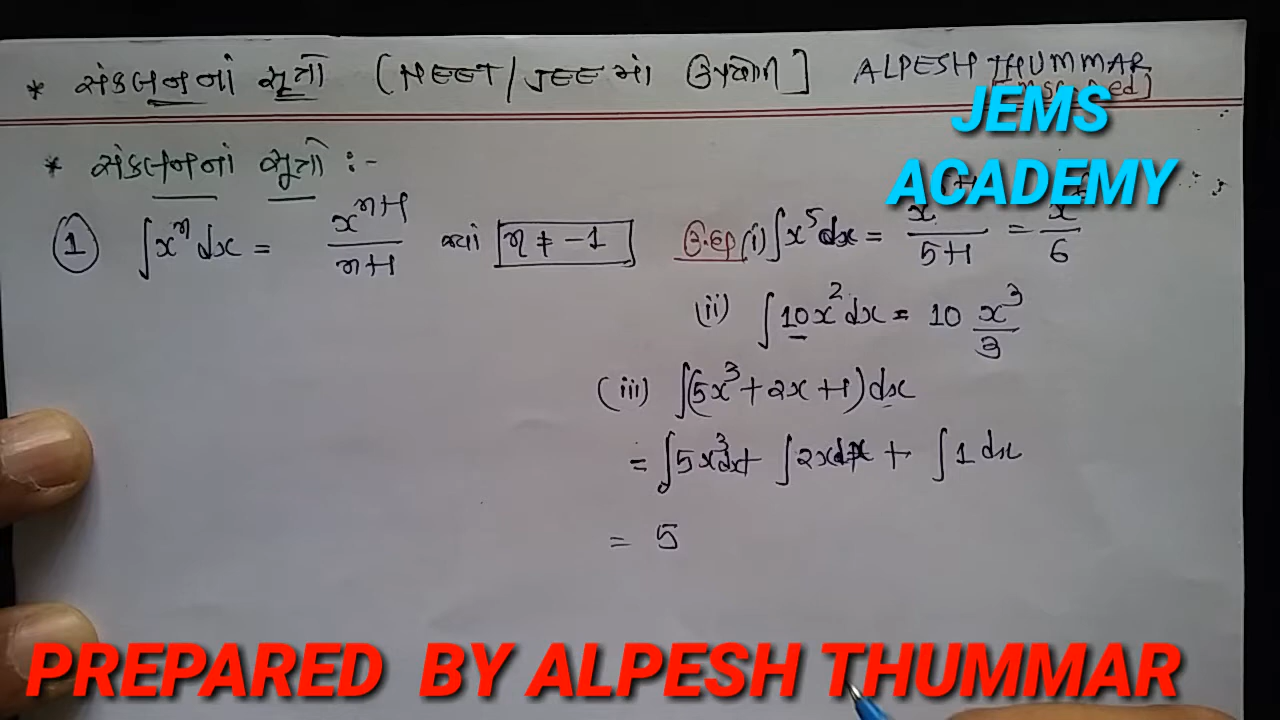 * સંકલનનાં સૂત્રો (NEET/JEE માં ઉપયોગ] ALPESH THUMMAR
JEMS
ACADEMY
* સંકલનનાં સૂત્રો :-
① ∫xⁿ dx = xⁿ⁺¹/n+1 જ્યાં n ≠ -1 ઉ.દા (i) ∫x⁵ dx = x/5+1 = x/6
(ii) ∫10x² dx = 10 x³/3
(iii) ∫(5x³ + 2x + 1) dx
= ∫5x³dx + ∫2xdx + ∫1 dx
= 5
PREPARED BY ALPESH THUMMAR